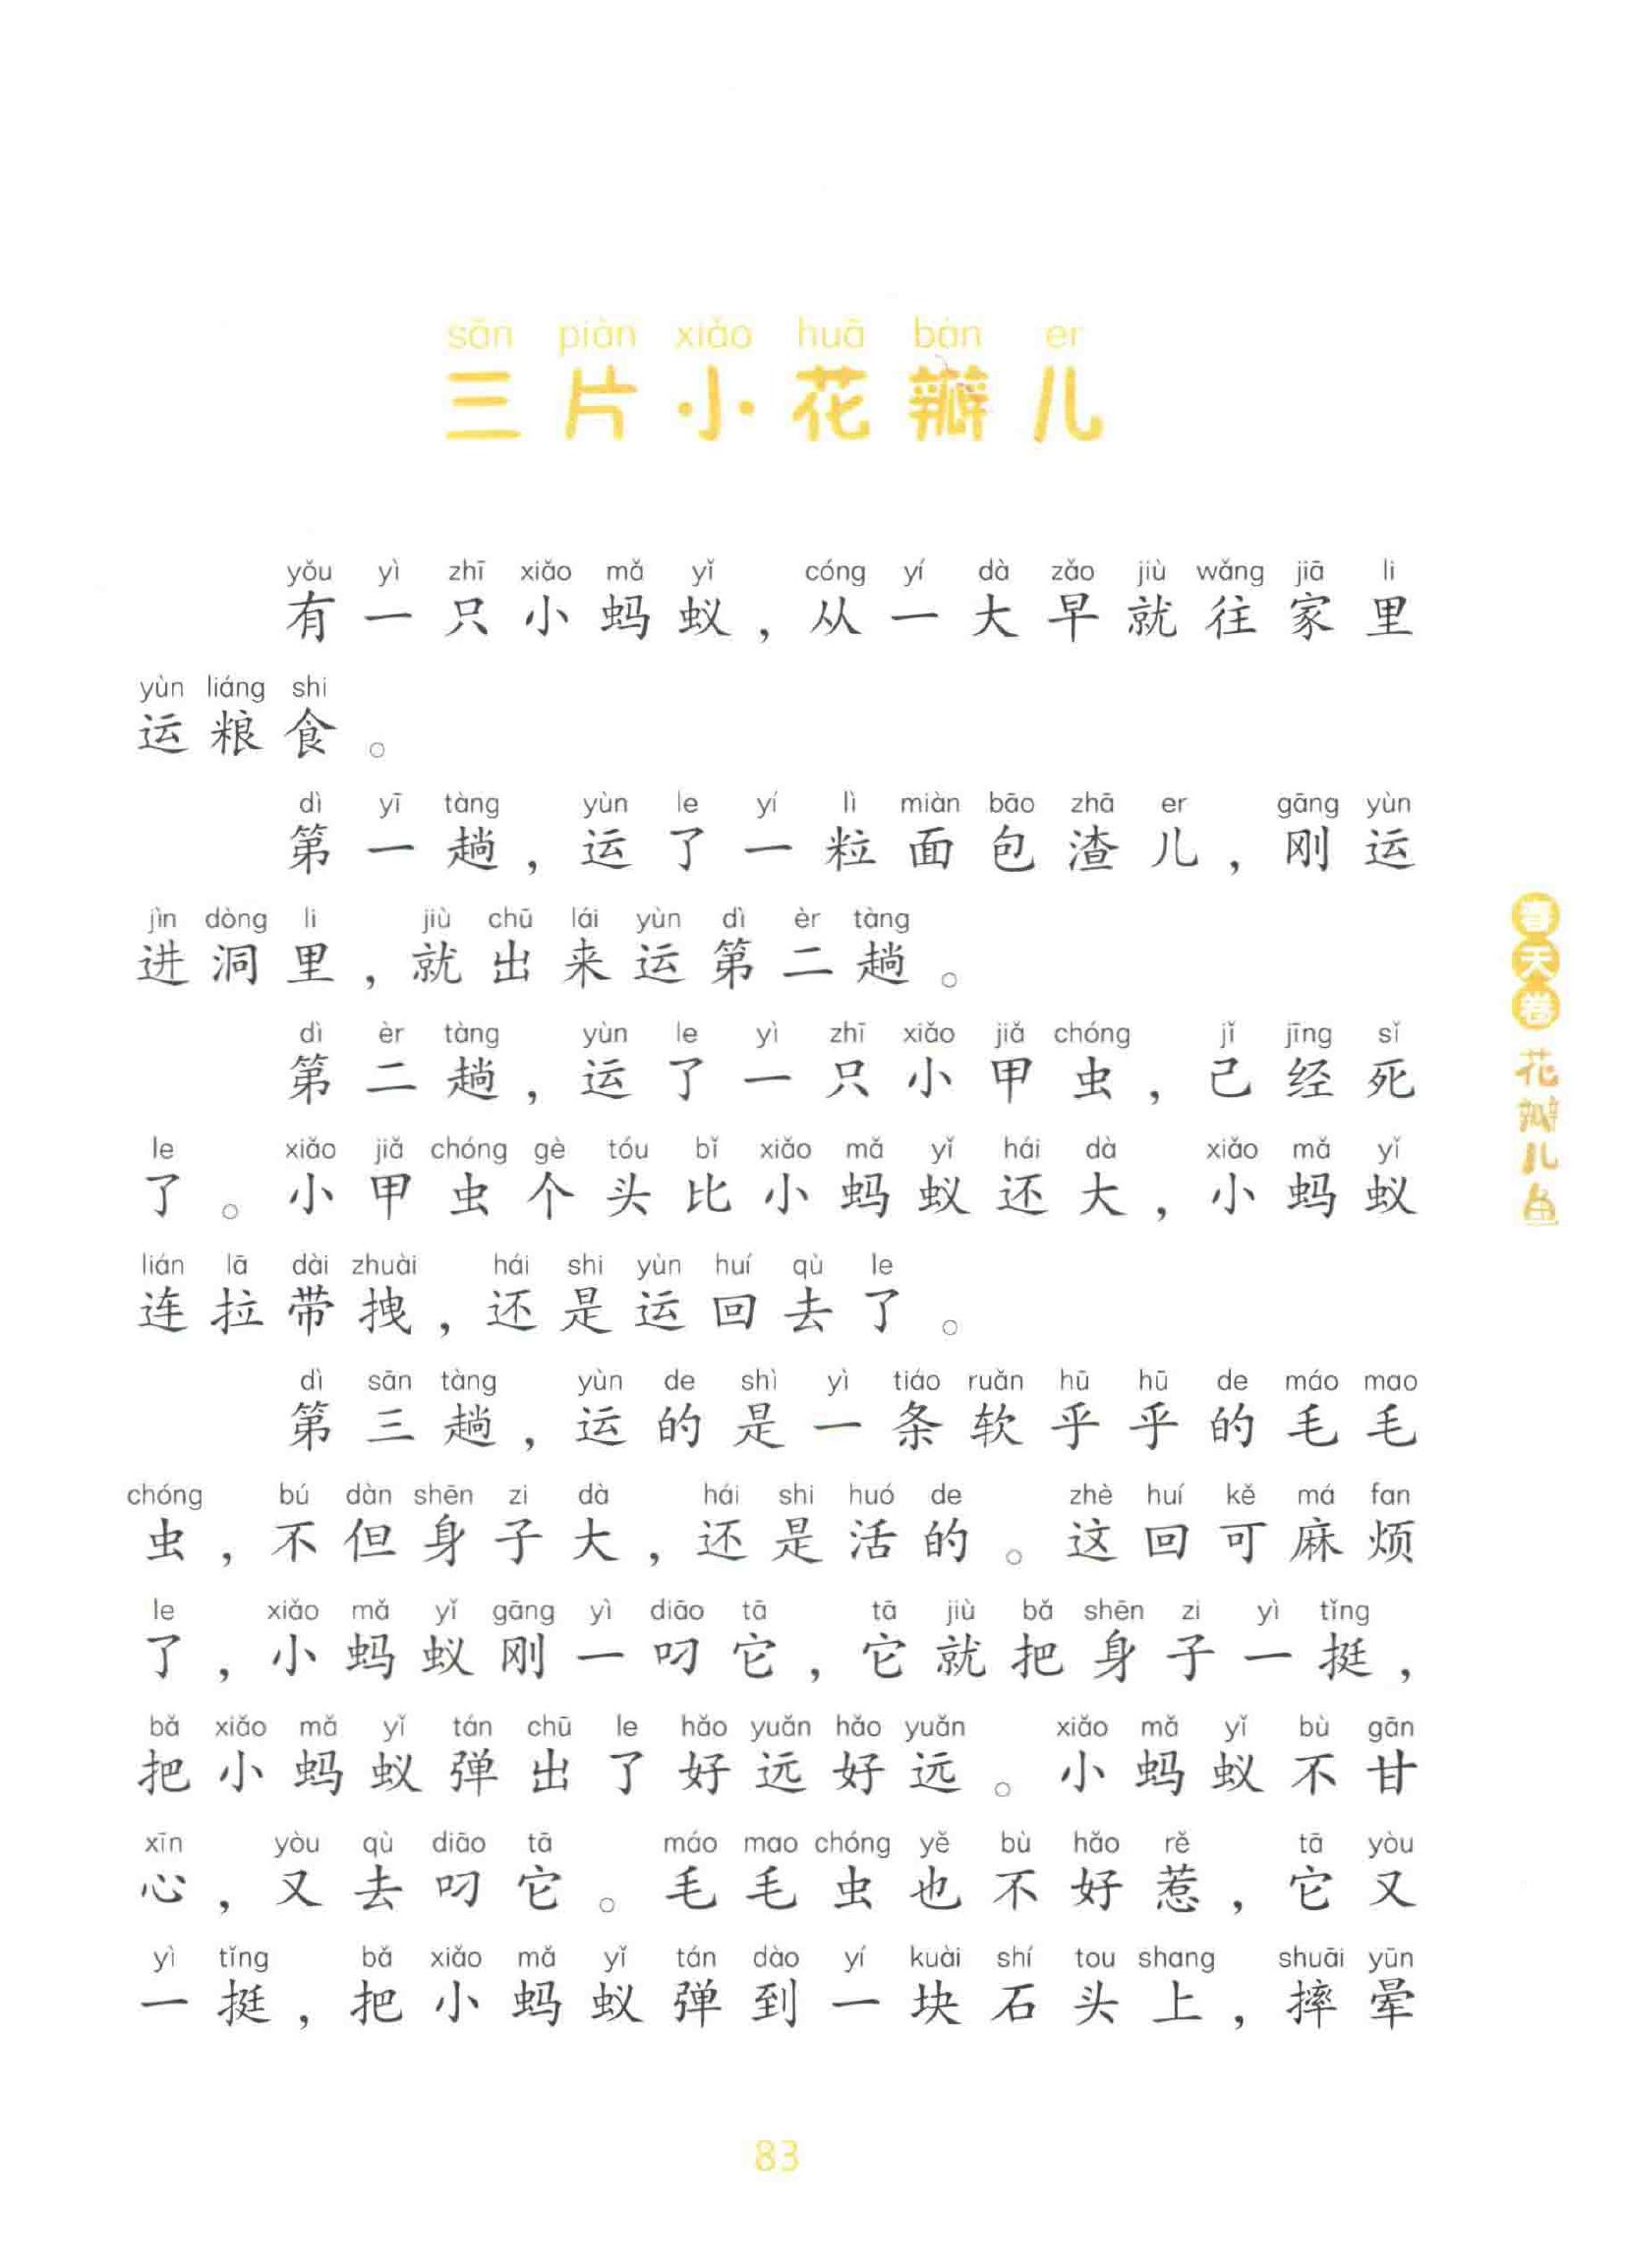 sān piàn xiǎo huā bàn er
三片小花瓣儿
yǒu yì zhī xiǎo mǎ yǐ cóng yí dà zǎo jiù wǎng jiā li
有一只小蚂蚁，从一大早就往家里
yùn liáng shi
运粮食。
dì yī tàng yùn le yí lì miàn bāo zhā er gāng yùn
第一趟，运了一粒面包渣儿，刚运
jìn dòng li jiù chū lái yùn dì èr tàng
进洞里，就出来运第二趟。
dì èr tàng yùn le yì zhī xiǎo jiǎ chóng jǐ jīng sǐ
第二趟，运了一只小甲虫，己经死
le xiǎo jiǎ chóng gè tóu bǐ xiǎo mǎ yǐ hái dà xiǎo mǎ yǐ
了。小甲虫个头比小蚂蚁还大，小蚂蚁
lián lā dài zhuài hái shi yùn huí qù le
连拉带拽，还是运回去了。
dì sān tàng yùn de shì yì tiáo ruǎn hū hū de máo mao
第三趟，运的是一条软乎乎的毛毛
chóng bú dàn shēn zi dà hái shi huó de zhè huí kě má fan
虫，不但身子大，还是活的。这回可麻烦
le xiǎo mǎ yǐ gāng yì diāo tā tā jiù bǎ shēn zi yì tǐng
了，小蚂蚁刚一叼它，它就把身子一挺，
bǎ xiǎo mǎ yǐ tán chū le hǎo yuǎn hǎo yuǎn xiǎo mǎ yǐ bù gān
把小蚂蚁弹出了好远好远。小蚂蚁不甘
xīn yòu qù diāo tā máo mao chóng yě bù hǎo rě tā yòu
心，又去叼它。毛毛虫也不好惹，它又
yì tǐng bǎ xiǎo mǎ yǐ tán dào yí kuài shí tou shang shuāi yūn
一挺，把小蚂蚁弹到一块石头上，摔晕
春天卷
花瓣儿鱼
83